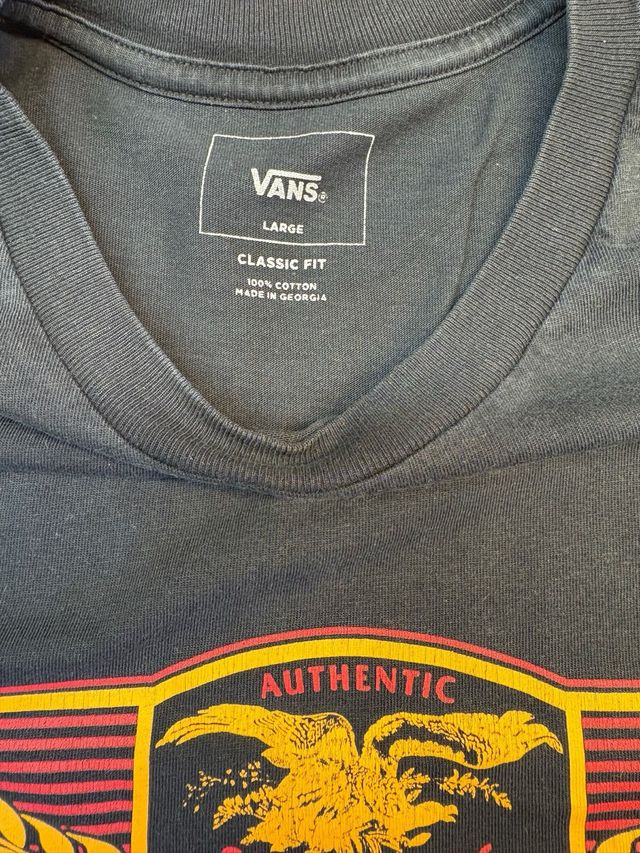 VANS®
LARGE
CLASSIC FIT
100% COTTON
MADE IN GEORGIA
AUTHENTIC